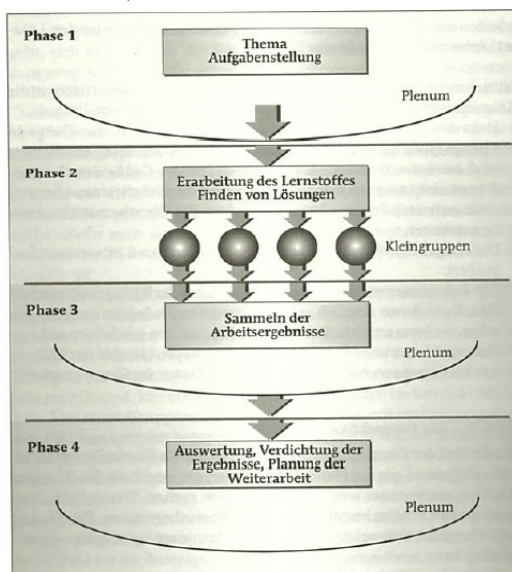 Phase 1
Thema
Aufgabenstellung
Plenum
Phase 2
Erarbeitung des Lernstoffes
Finden von Lösungen
Kleingruppen
Phase 3
Sammeln der
Arbeitsergebnisse
Plenum
Phase 4
Auswertung, Verdichtung der
Ergebnisse, Planung der
Weiterarbeit
Plenum